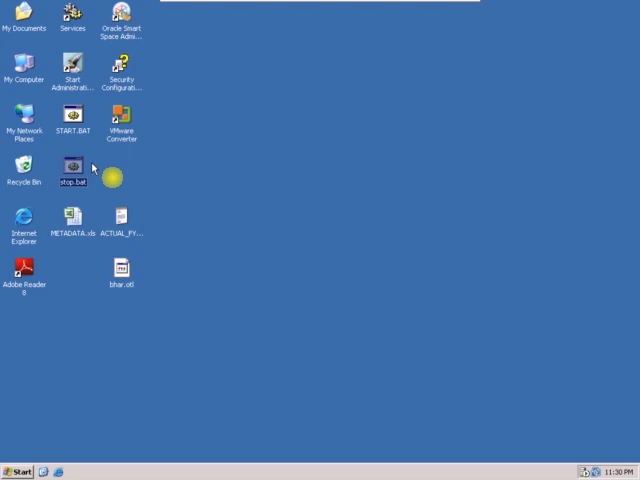 My Documents
Services
Oracle Smart
Space Admi...
My Computer
Start
Administrati...
Security
Configurati...
My Network
Places
START.BAT
VMware
Converter
Recycle Bin
stop.bat
Internet
Explorer
METADATA.xls
ACTUAL_FY...
Adobe Reader
8
bhar.otl
Start
11:30 PM